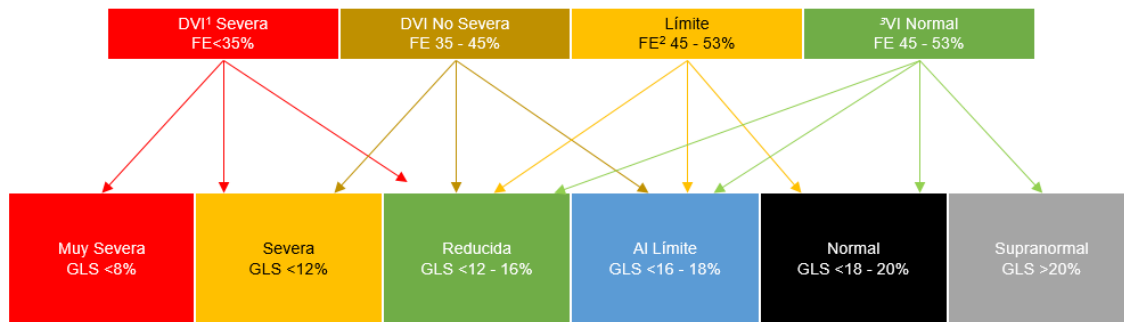 DVI¹ Severa
FE<35%
DVI No Severa
FE 35 - 45%
Límite
FE² 45 - 53%
³VI Normal
FE 45 - 53%
Muy Severa
GLS <8%
Severa
GLS <12%
Reducida
GLS <12 - 16%
Al Límite
GLS <16 - 18%
Normal
GLS <18 - 20%
Supranormal
GLS >20%